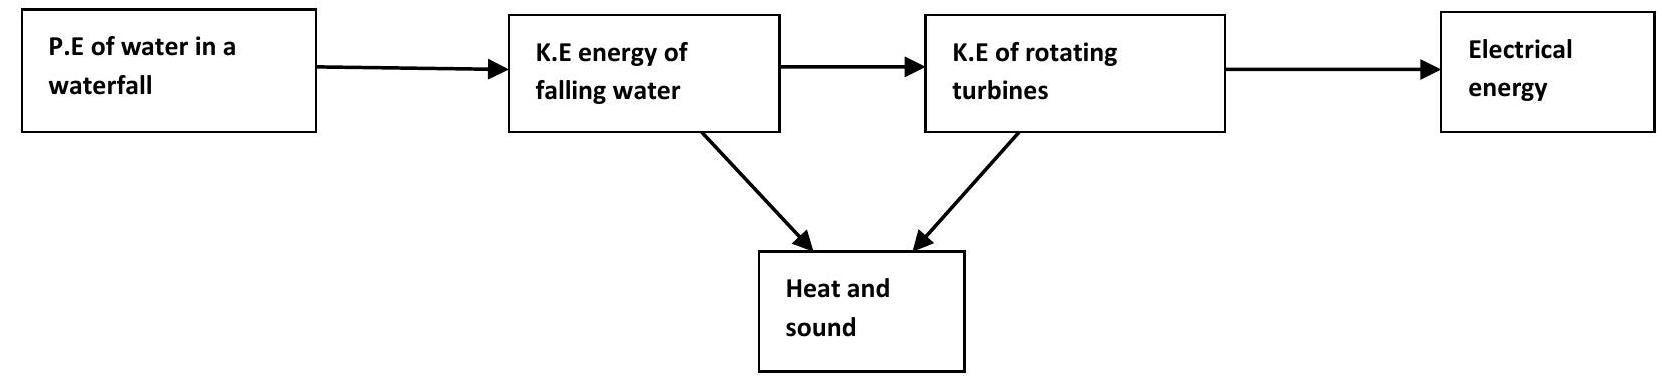 P.E of water in a
waterfall
K.E energy of
falling water
K.E of rotating
turbines
Electrical
energy
Heat and
sound